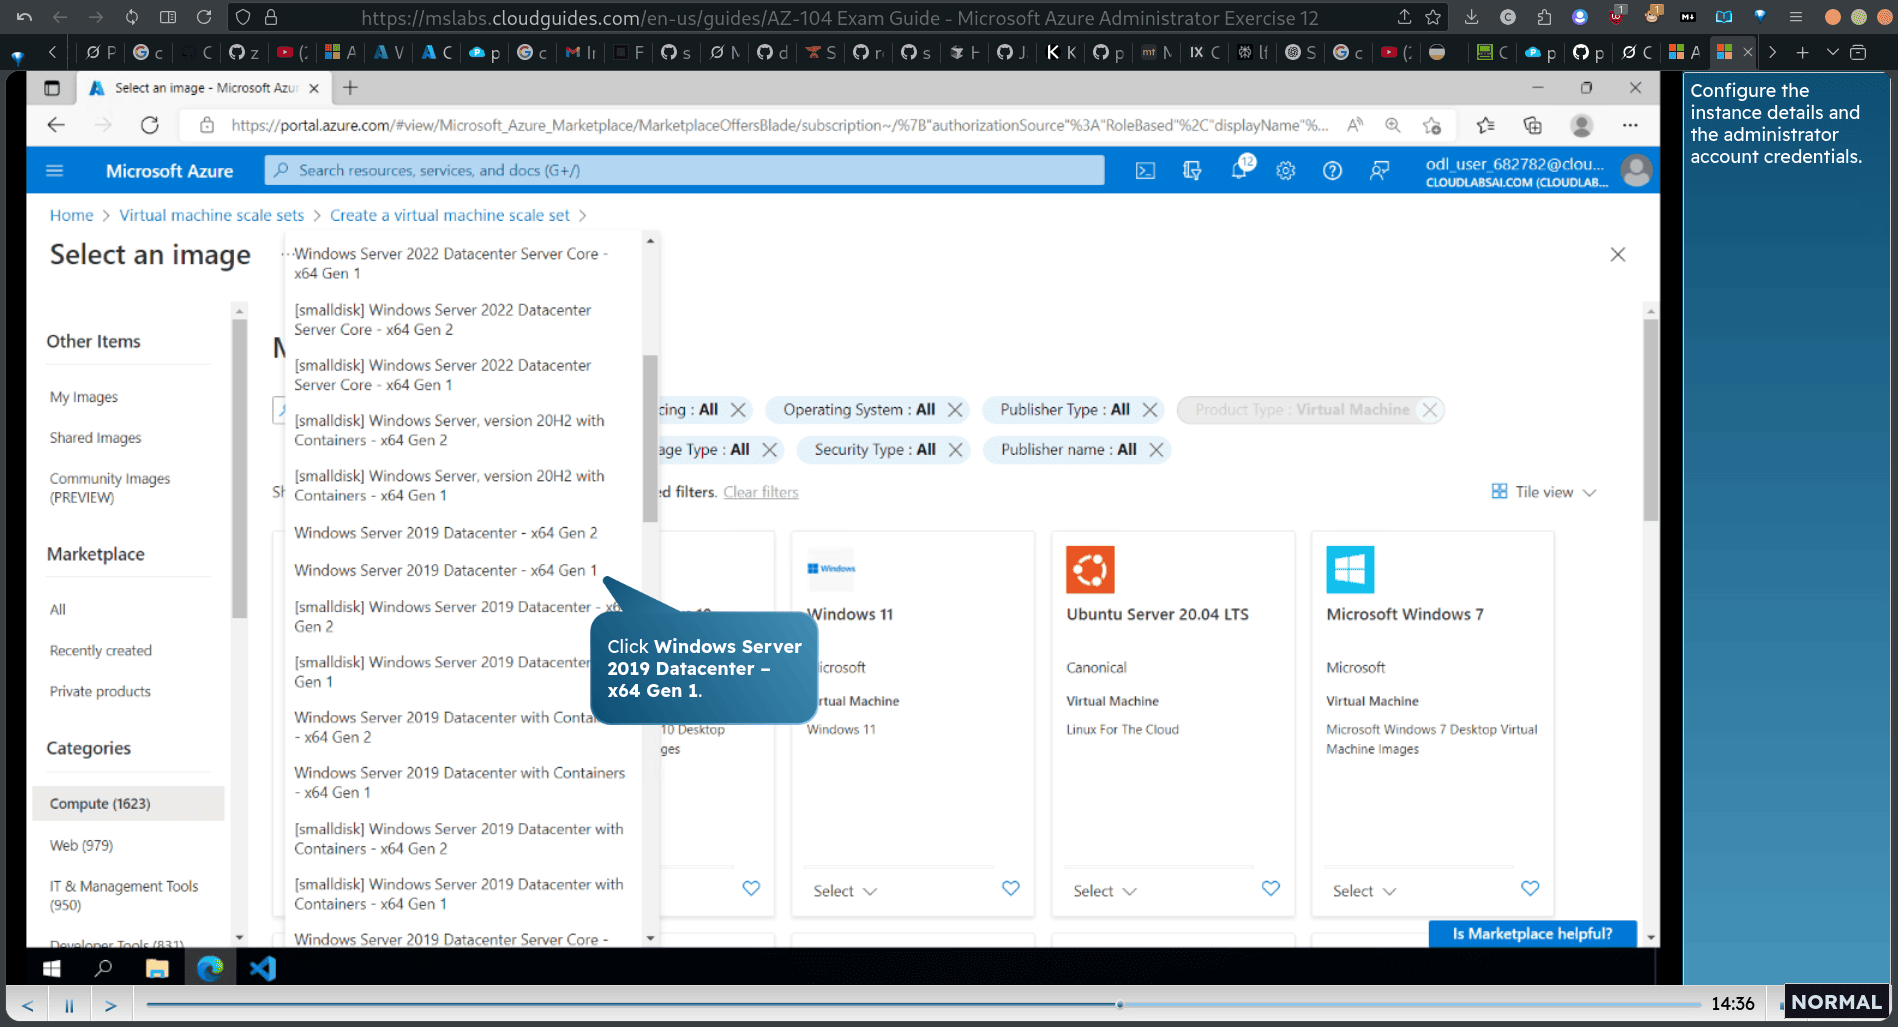 https://mslabs.cloudguides.com/en-us/guides/AZ-104 Exam Guide - Microsoft Azure Administrator Exercise 12
Select an image - Microsoft Azur
https://portal.azure.com/#view/Microsoft_Azure_Marketplace/MarketplaceOffersBlade/subscription~/%7B"authorizationSource"%3A"RoleBased"%2C"displayName"%...
Microsoft Azure
Search resources, services, and docs (G+/)
12
odl_user_682782@clou...
CLOUDLABSAI.COM (CLOUDLAB...
Home > Virtual machine scale sets > Create a virtual machine scale set >
Select an image
...
Other Items
My Images
Shared Images
Community Images
(PREVIEW)
Marketplace
All
Recently created
Private products
Categories
Compute (1623)
Web (979)
IT & Management Tools
(950)
Developer Tools (831)
Windows Server 2022 Datacenter Server Core -
x64 Gen 1
[smalldisk] Windows Server 2022 Datacenter
Server Core - x64 Gen 2
[smalldisk] Windows Server 2022 Datacenter
Server Core - x64 Gen 1
[smalldisk] Windows Server, version 20H2 with
Containers - x64 Gen 2
[smalldisk] Windows Server, version 20H2 with
Containers - x64 Gen 1
Windows Server 2019 Datacenter - x64 Gen 2
Windows Server 2019 Datacenter - x64 Gen 1
[smalldisk] Windows Server 2019 Datacenter - x6
Gen 2
[smalldisk] Windows Server 2019 Datacenter
Gen 1
Windows Server 2019 Datacenter with Conta
- x64 Gen 2
Windows Server 2019 Datacenter with Containers
- x64 Gen 1
[smalldisk] Windows Server 2019 Datacenter with
Containers - x64 Gen 2
[smalldisk] Windows Server 2019 Datacenter with
Containers - x64 Gen 1
Windows Server 2019 Datacenter Server Core -
Click Windows Server
2019 Datacenter –
x64 Gen 1.
cing : All
Operating System : All
Publisher Type : All
Product Type : Virtual Machine
age Type : All
Security Type : All
Publisher name : All
Sh
ed filters. Clear filters
Tile view
10 Desktop
ges
Windows
Windows 11
icrosoft
rtual Machine
Windows 11
Select
Ubuntu Server 20.04 LTS
Canonical
Virtual Machine
Linux For The Cloud
Select
Microsoft Windows 7
Microsoft
Virtual Machine
Microsoft Windows 7 Desktop Virtual
Machine Images
Select
Is Marketplace helpful?
Configure the
instance details and
the administrator
account credentials.
14:36
NORMAL